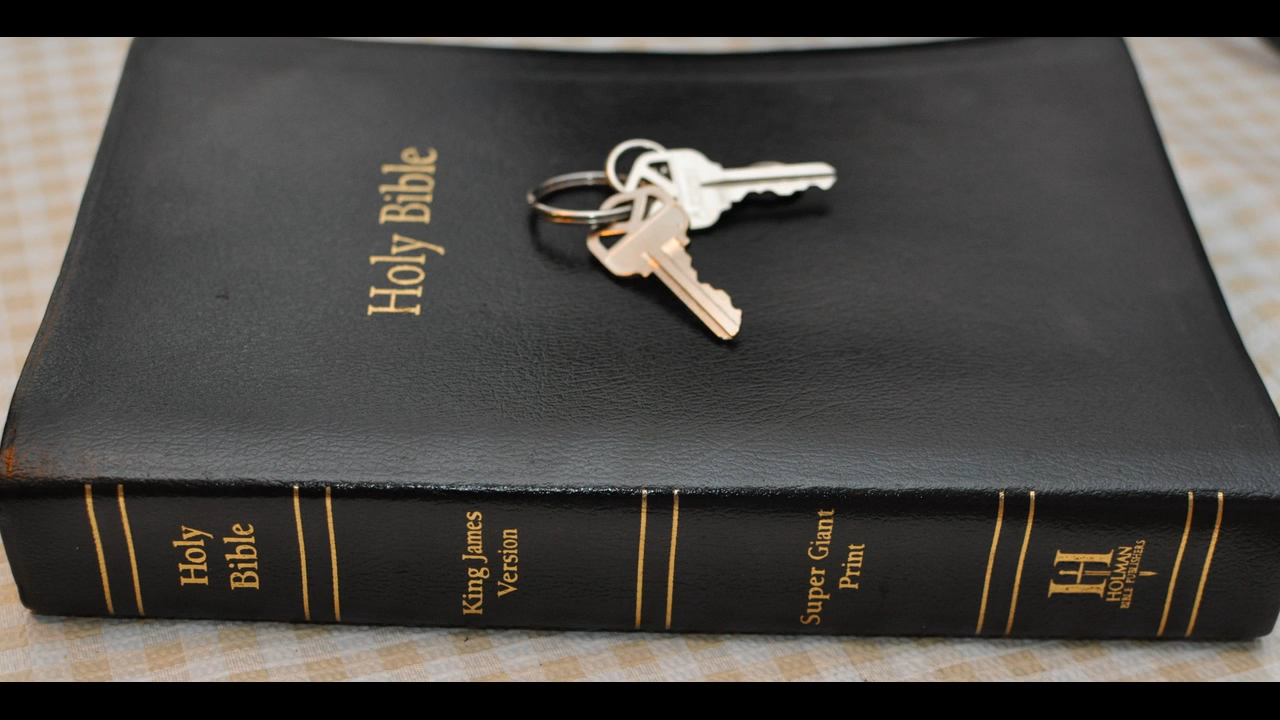 Holy Bible
Holy
Bible
King James
Version
Super Giant
Print
HOLMAN
BIBLE PUBLISHERS